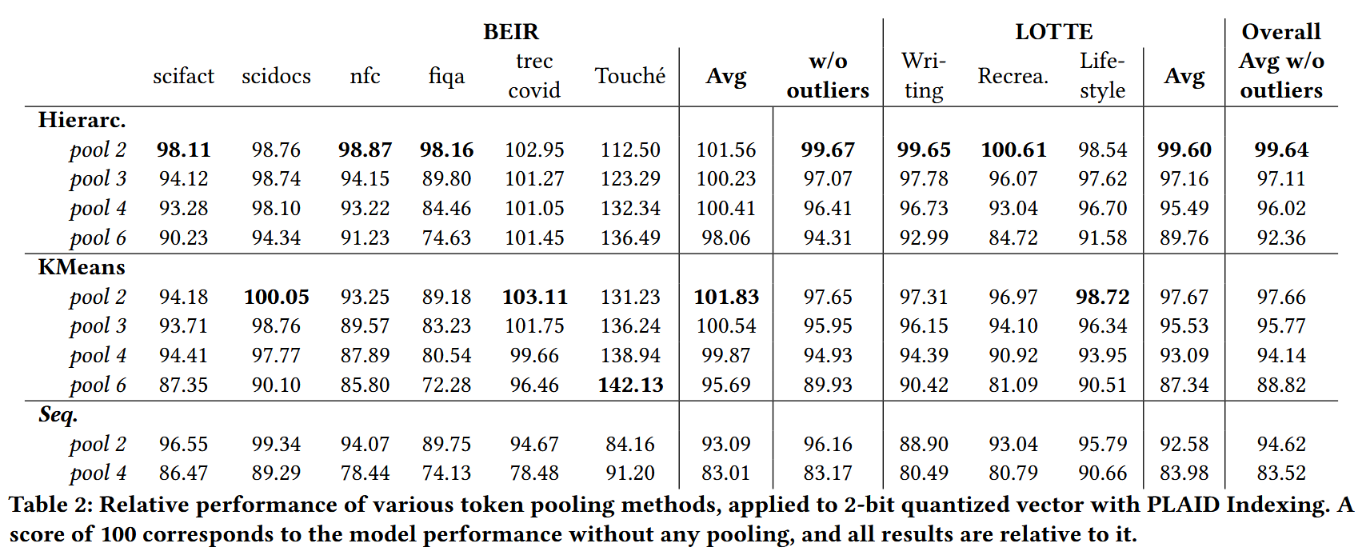 BEIR LOTTE Overall
scifact scidocs nfc fiqa trec covid Touché Avg w/o outliers Wri- ting Recrea. Life- style Avg Avg w/o outliers
Hierarc.
pool 2 98.11 98.76 98.87 98.16 102.95 112.50 101.56 99.67 99.65 100.61 98.54 99.60 99.64
pool 3 94.12 98.74 94.15 89.80 101.27 123.29 100.23 97.07 97.78 96.07 97.62 97.16 97.11
pool 4 93.28 98.10 93.22 84.46 101.05 132.34 100.41 96.41 96.73 93.04 96.70 95.49 96.02
pool 6 90.23 94.34 91.23 74.63 101.45 136.49 98.06 94.31 92.99 84.72 91.58 89.76 92.36
KMeans
pool 2 94.18 100.05 93.25 89.18 103.11 131.23 101.83 97.65 97.31 96.97 98.72 97.67 97.66
pool 3 93.71 98.76 89.57 83.23 101.75 136.24 100.54 95.95 96.15 94.10 96.34 95.53 95.77
pool 4 94.41 97.77 87.89 80.54 99.66 138.94 99.87 94.93 94.39 90.92 93.95 93.09 94.14
pool 6 87.35 90.10 85.80 72.28 96.46 142.13 95.69 89.93 90.42 81.09 90.51 87.34 88.82
Seq.
pool 2 96.55 99.34 94.07 89.75 94.67 84.16 93.09 96.16 88.90 93.04 95.79 92.58 94.62
pool 4 86.47 89.29 78.44 74.13 78.48 91.20 83.01 83.17 80.49 80.79 90.66 83.98 83.52
Table 2: Relative performance of various token pooling methods, applied to 2-bit quantized vector with PLAID Indexing. A
score of 100 corresponds to the model performance without any pooling, and all results are relative to it.